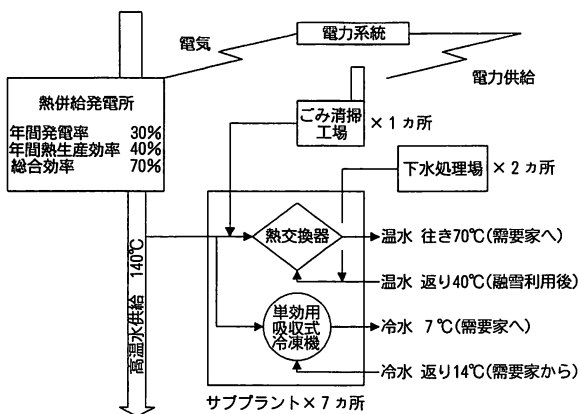 電力系統
電気
電力供給
熱併給発電所
年間発電率 30%
年間熱生産効率 40%
総合効率 70%
ごみ清掃
工場
×1ヵ所
下水処理場
×2ヵ所
熱交換器
温水 往き70℃(需要家へ)
温水 返り40℃(融雪利用後)
単効用
吸収式
冷凍機
冷水 7℃(需要家へ)
冷水 返り14℃(需要家から)
高温水供給 140℃
サブプラント×7ヵ所